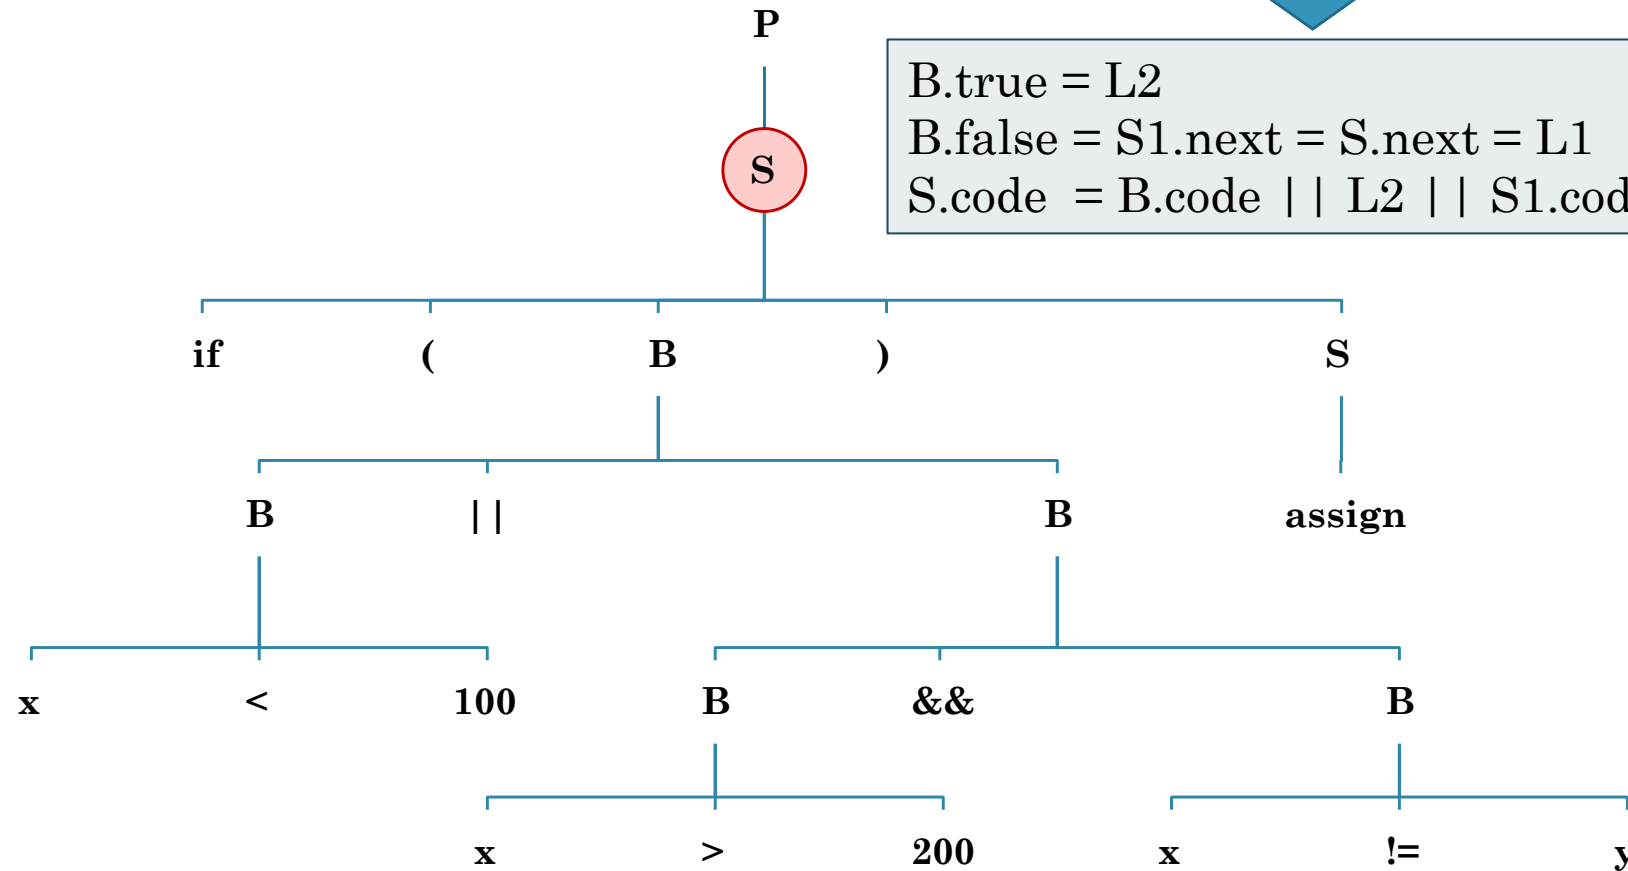 P
B.true = L2
B.false = S1.next = S.next = L1
S
S.code = B.code || L2 || S1.cod
if ( B ) S
B || B assign
x < 100 B && B
x > 200 x != y